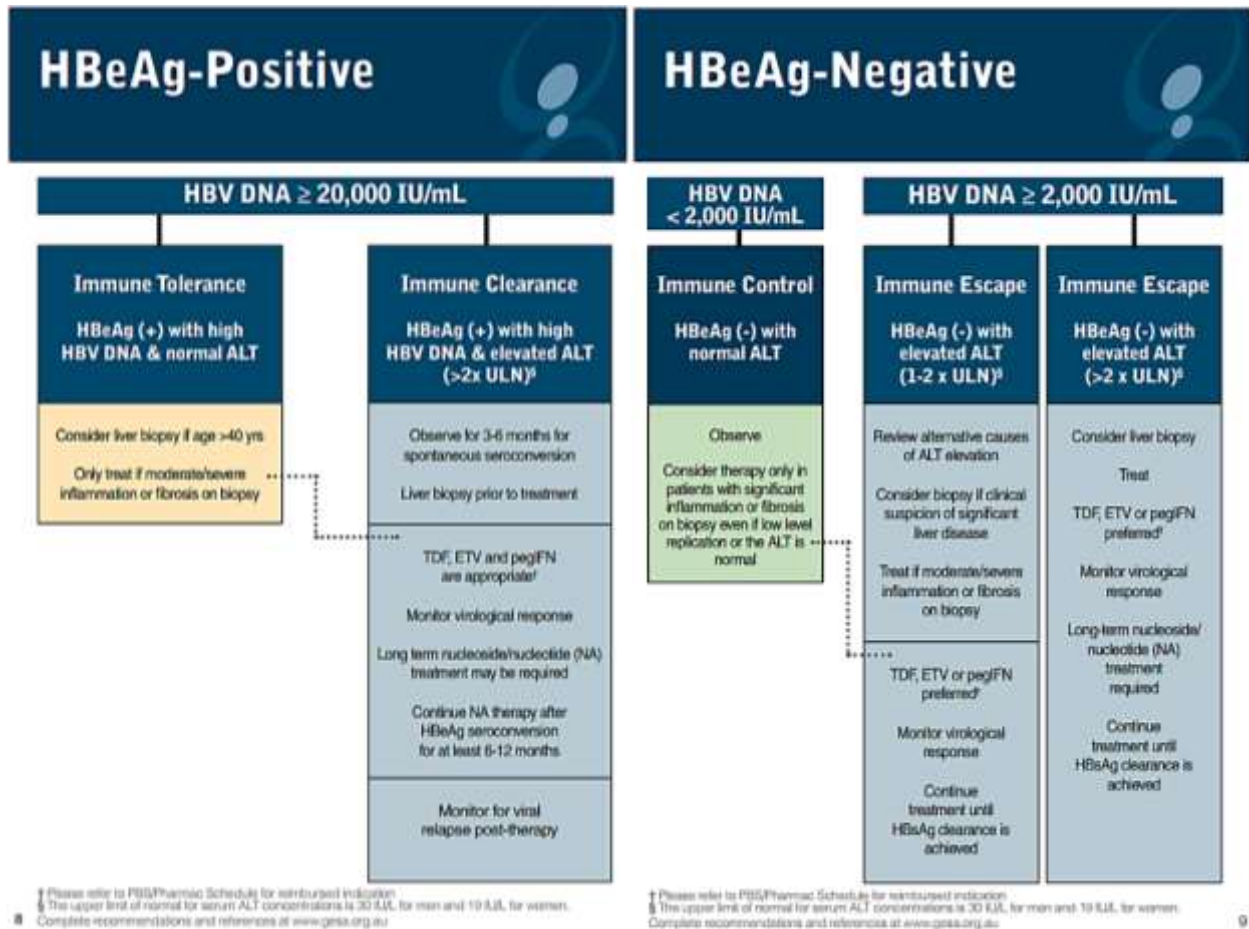 HBeAg-Positive
HBV DNA ≥ 20,000 IU/mL
Immune Tolerance
HBeAg (+) with high
HBV DNA & normal ALT
Consider liver biopsy if age >40 yrs
Only treat if moderate/severe
inflammation or fibrosis on biopsy
Immune Clearance
HBeAg (+) with high
HBV DNA & elevated ALT
(>2x ULN)§
Observe for 3-6 months for
spontaneous seroconversion
Liver biopsy prior to treatment
TDF, ETV and pegIFN
are appropriate†
Monitor virological response
Long term nucleoside/nucleotide (NA)
treatment may be required
Continue NA therapy after
HBeAg seroconversion
for at least 6-12 months
Monitor for viral
relapse post-therapy
† Please refer to PBS/Pharmac Schedule for reimbursed indication
§ The upper limit of normal for serum ALT concentrations is 30 IU/L for men and 19 IU/L for women.
8 Complete recommendations and references at www.gesa.org.au
HBeAg-Negative
HBV DNA
< 2,000 IU/mL
Immune Control
HBeAg (-) with
normal ALT
Observe
Consider therapy only in
patients with significant
inflammation or fibrosis
on biopsy even if low level
replication or the ALT is
normal
HBV DNA ≥ 2,000 IU/mL
Immune Escape
HBeAg (-) with
elevated ALT
(1-2 x ULN)§
Review alternative causes
of ALT elevation
Consider biopsy if clinical
suspicion of significant
liver disease
Treat if moderate/severe
inflammation or fibrosis
on biopsy
TDF, ETV or pegIFN
preferred†
Monitor virological
response
Continue
treatment until
HBsAg clearance is
achieved
Immune Escape
HBeAg (-) with
elevated ALT
(>2 x ULN)§
Consider liver biopsy
Treat
TDF, ETV or pegIFN
preferred†
Monitor virological
response
Long-term nucleoside/
nucleotide (NA)
treatment
required
Continue
treatment until
HBsAg clearance is
achieved
† Please refer to PBS/Pharmac Schedule for reimbursed indication
§ The upper limit of normal for serum ALT concentrations is 30 IU/L for men and 19 IU/L for women.
Complete recommendations and references at www.gesa.org.au 9